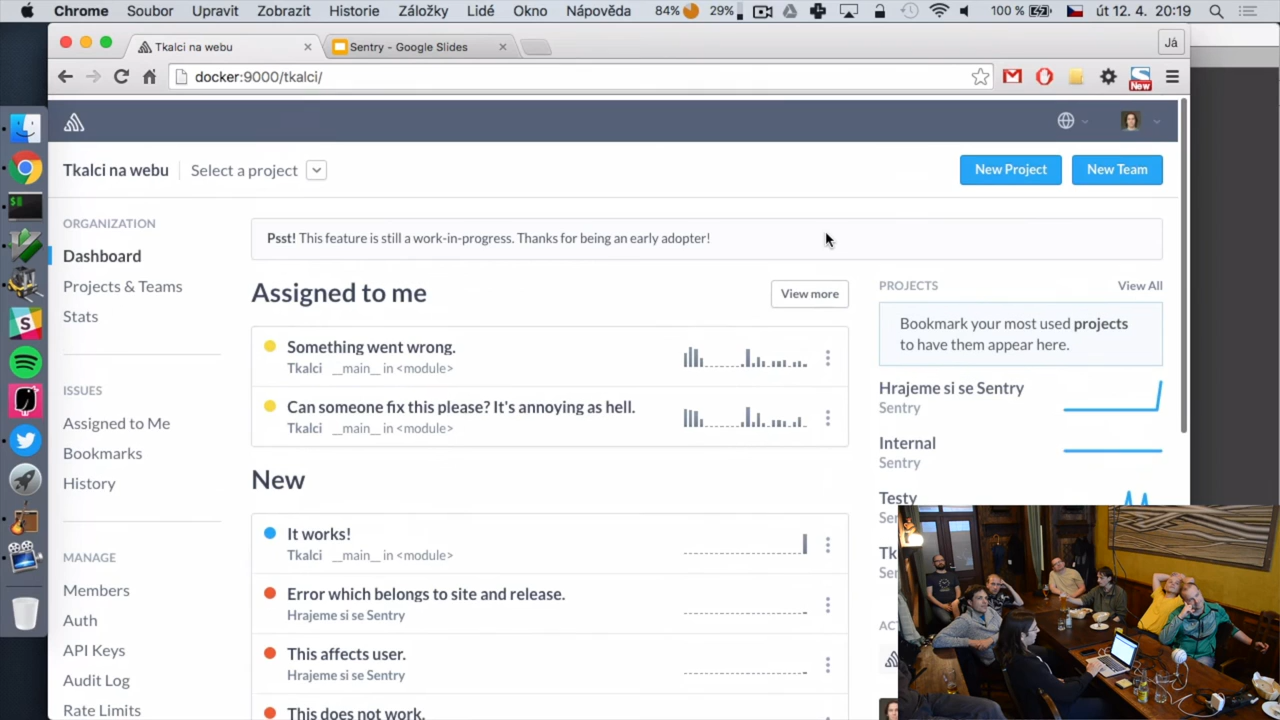 Chrome Soubor Upravit Zobrazit Historie Záložky Lidé Okno Nápověda 84% 29% 100 % út 12. 4. 20:19
Tkalci na webu
Sentry - Google Slides
Já
docker:9000/tkalci/
New
Tkalci na webu Select a project
New Project New Team
ORGANIZATION
Dashboard
Projects & Teams
Stats
ISSUES
Assigned to Me
Bookmarks
History
MANAGE
Members
Auth
API Keys
Audit Log
Rate Limits
Psst! This feature is still a work-in-progress. Thanks for being an early adopter!
Assigned to me
View more
Something went wrong.
Tkalci __main__ in <module>
Can someone fix this please? It's annoying as hell.
Tkalci __main__ in <module>
New
It works!
Tkalci __main__ in <module>
Error which belongs to site and release.
Hrajeme si se Sentry
This affects user.
Hrajeme si se Sentry
This does not work.
PROJECTS View All
Bookmark your most used projects
to have them appear here.
Hrajeme si se Sentry
Sentry
Internal
Sentry
Testy